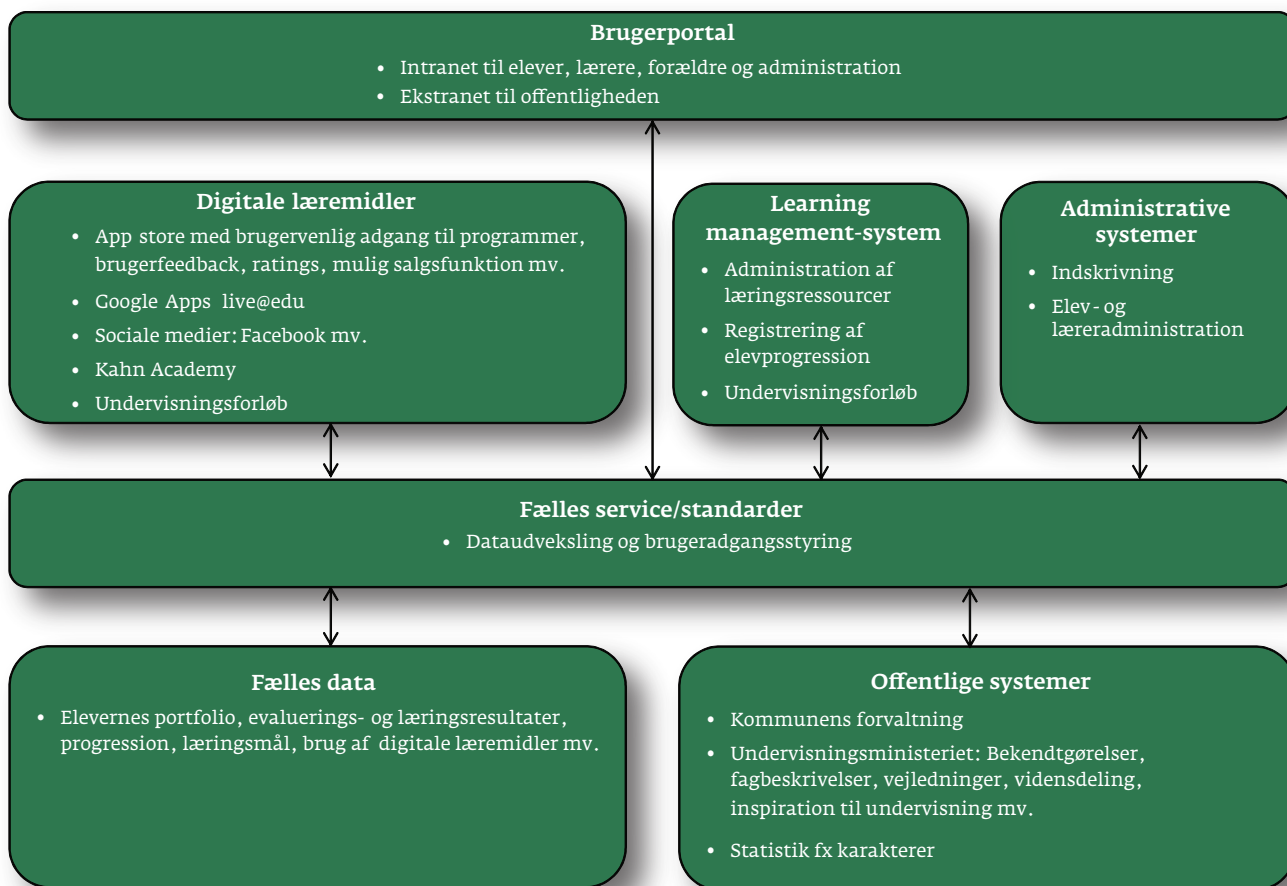 Brugerportal
• Intranet til elever, lærere, forældre og administration
• Ekstranet til offentligheden
Digitale læremidler
• App store med brugervenlig adgang til programmer,
brugerfeedback, ratings, mulig salgsfunktion mv.
• Google Apps live@edu
• Sociale medier: Facebook mv.
• Kahn Academy
• Undervisningsforløb
Learning
management-system
• Administration af
læringsressourcer
• Registrering af
elevprogression
• Undervisningsforløb
Administrative
systemer
• Indskrivning
• Elev- og
læreradministration
Fælles service/standarder
• Dataudveksling og brugeradgangsstyring
Fælles data
• Elevernes portfolio, evaluerings- og læringsresultater,
progression, læringsmål, brug af digitale læremidler mv.
Offentlige systemer
• Kommunens forvaltning
• Undervisningsministeriet: Bekendtgørelser,
fagbeskrivelser, vejledninger, vidensdeling,
inspiration til undervisning mv.
• Statistik fx karakterer